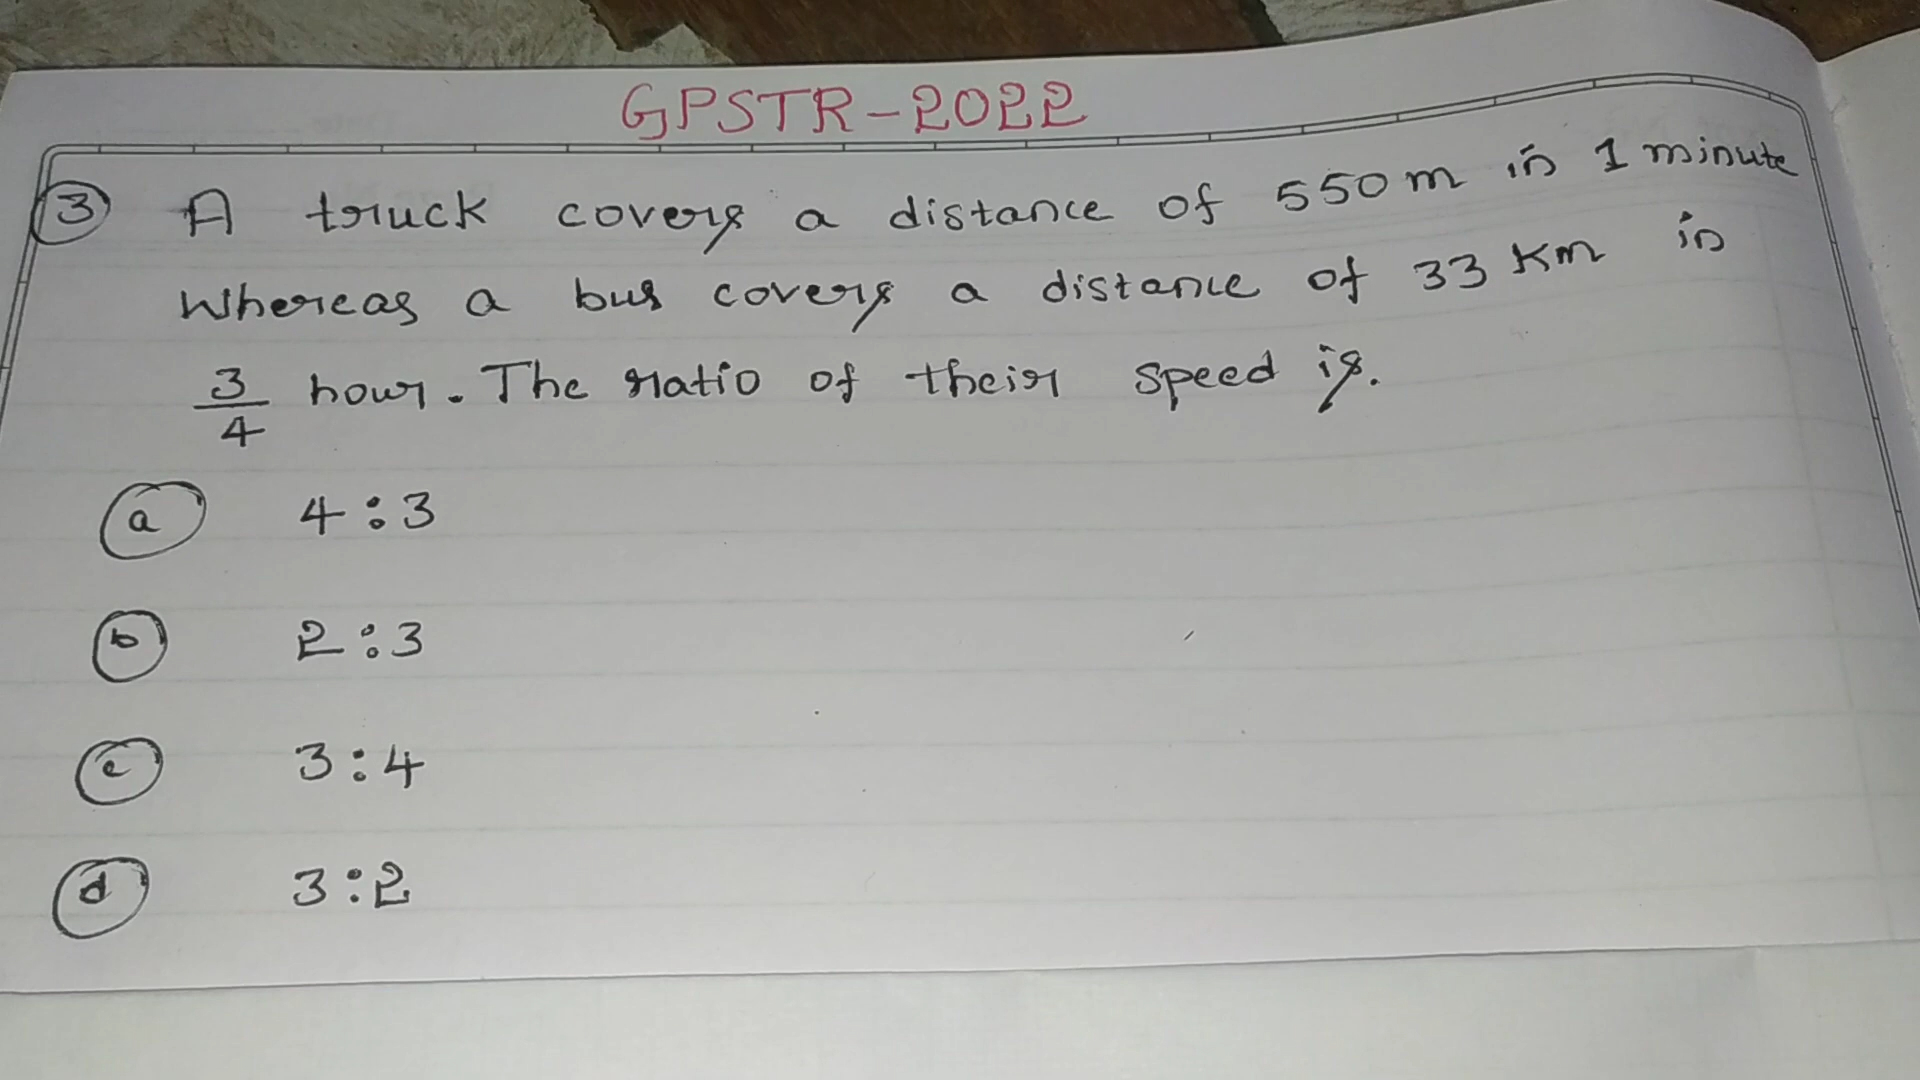 GPSTR-2022
3 A truck covers a distance of 550 m in 1 minute
Whereas a bus covers a distance of 33 Km in
3/4 hour. The ratio of their speed is.
a 4:3
b 2:3
c 3:4
d 3:2